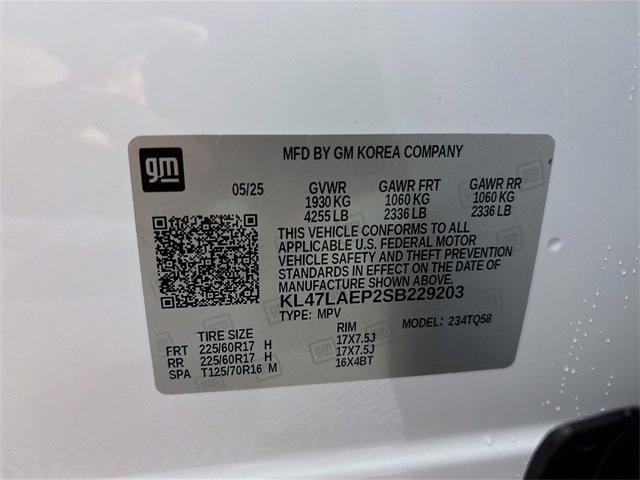 gm
MFD BY GM KOREA COMPANY
05/25 GVWR GAWR FRT GAWR RR
1930 KG 1060 KG 1060 KG
4255 LB 2336 LB 2336 LB
THIS VEHICLE CONFORMS TO ALL
APPLICABLE U.S. FEDERAL MOTOR
VEHICLE SAFETY AND THEFT PREVENTION
STANDARDS IN EFFECT ON THE DATE OF
MANUFACTURE SHOWN ABOVE.
KL47LAEP2SB229203
TYPE: MPV MODEL: 234TQ58
TIRE SIZE RIM
FRT 225/60R17 H 17X7.5J
RR 225/60R17 H 17X7.5J
SPA T125/70R16 M 16X4BT